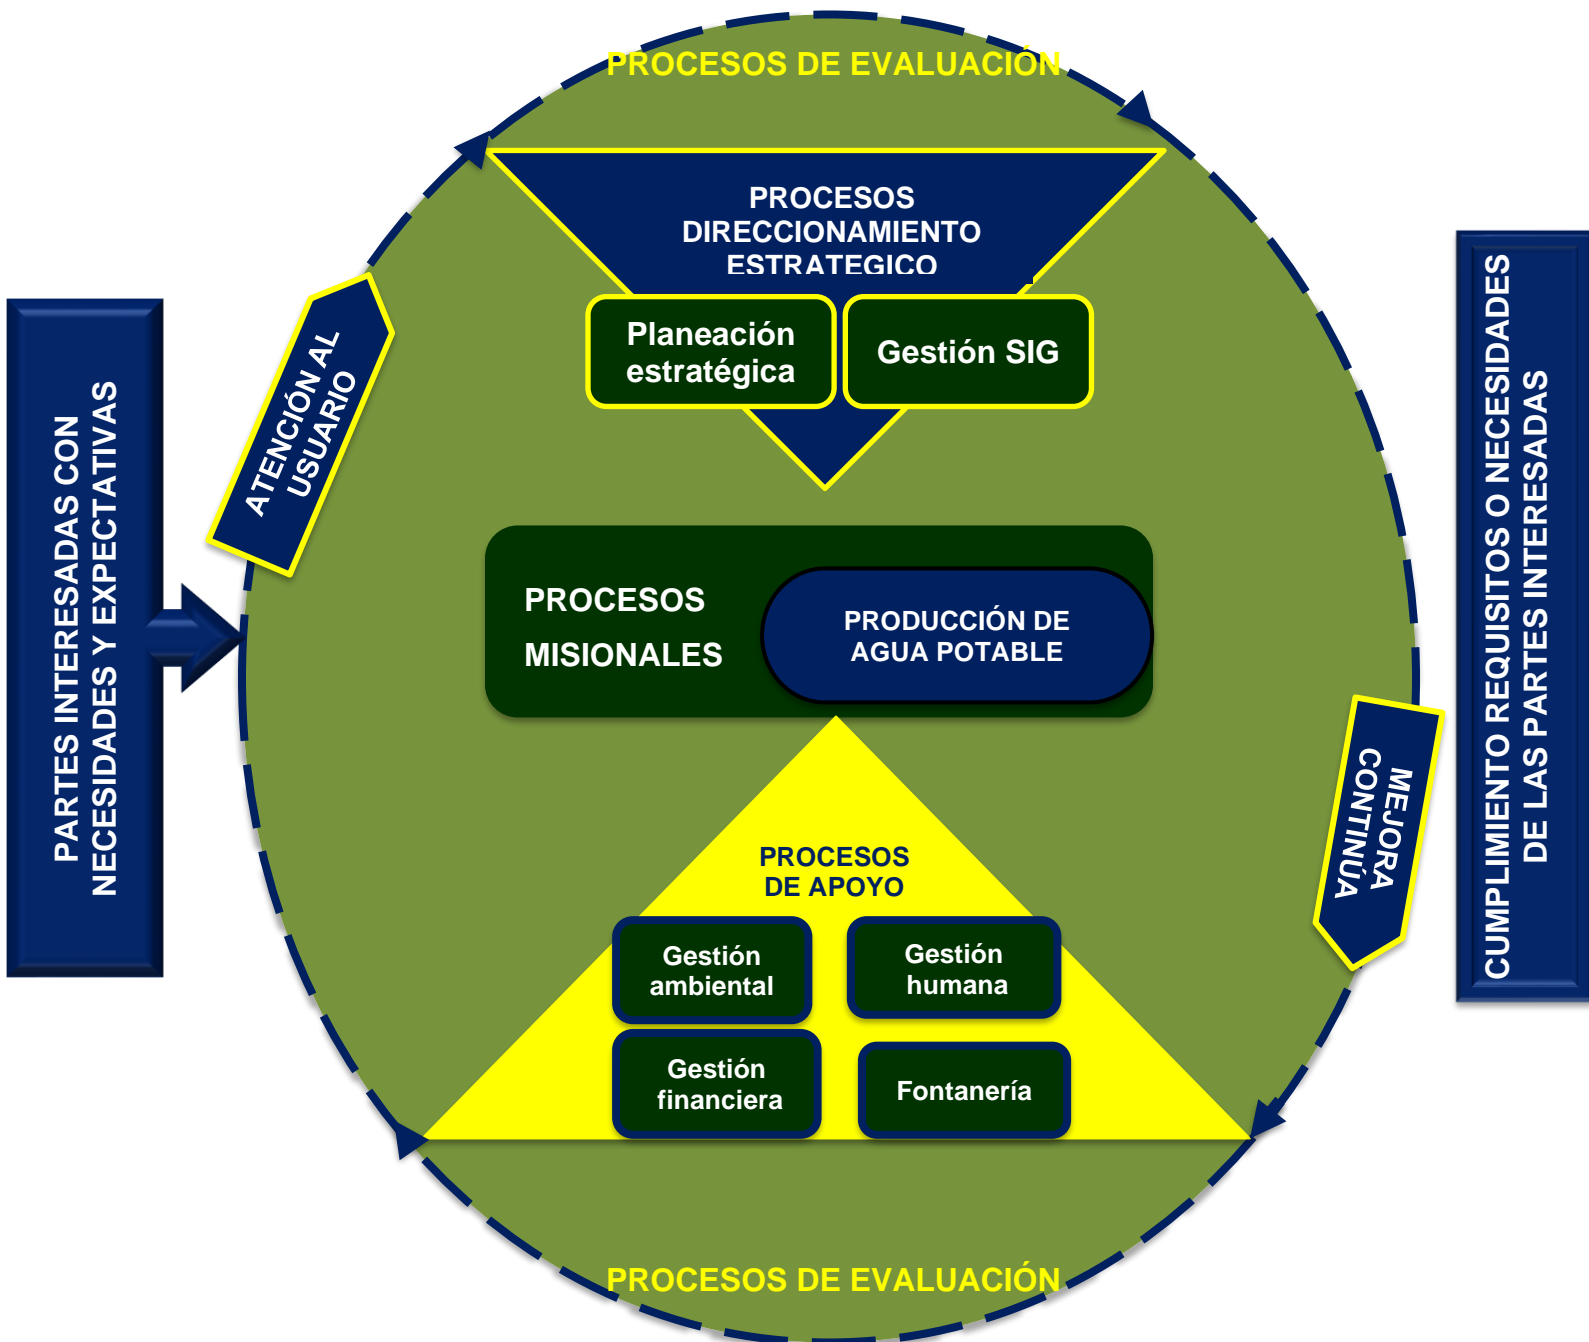 PROCESOS DE EVALUACIÓN
PROCESOS
DIRECCIONAMIENTO
ESTRATEGICO
Planeación
estratégica
Gestión SIG
ATENCIÓN AL
USUARIO
PARTES INTERESADAS CON
NECESIDADES Y EXPECTATIVAS
PROCESOS
MISIONALES
PRODUCCIÓN DE
AGUA POTABLE
CUMPLIMIENTO REQUISITOS O NECESIDADES
DE LAS PARTES INTERESADAS
MEJORA
CONTINÚA
PROCESOS
DE APOYO
Gestión
ambiental
Gestión
humana
Gestión
financiera
Fontanería
PROCESOS DE EVALUACIÓN